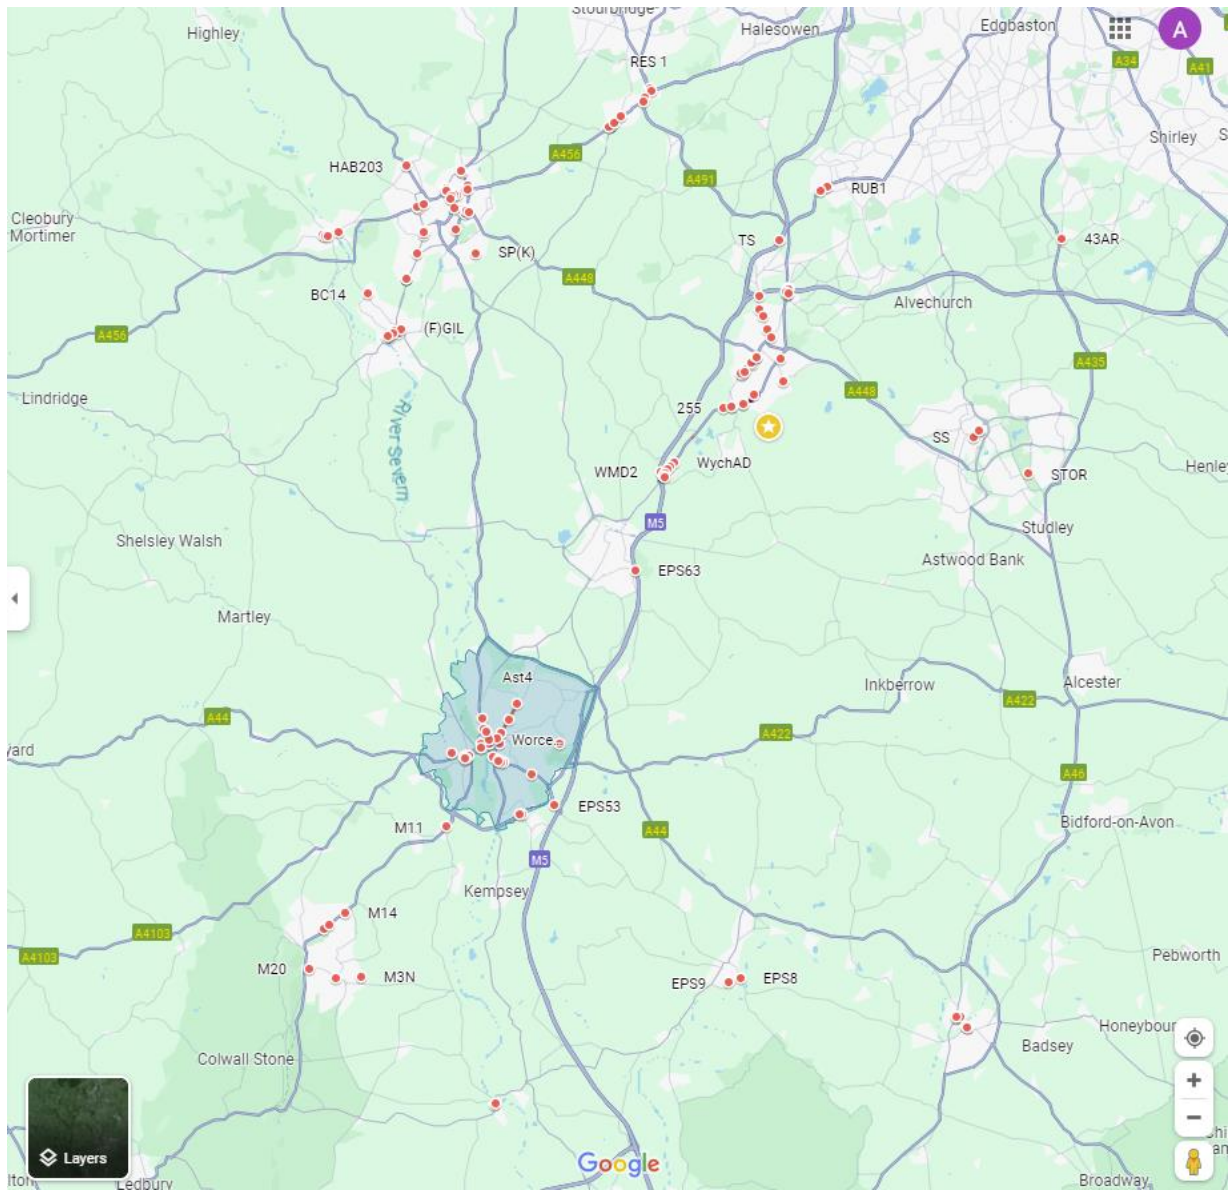 Stourbridge
Highley
Halesowen
Edgbaston
A
A34
A41
RES 1
Shirley
A456
HAB203
A491
RUB1
Cleobury
Mortimer
TS
43AR
SP(K)
A448
BC14
Alvechurch
A456
(F)GIL
A435
Lindridge
A448
255
River Severn
SS
WMD2
WychAD
STOR
Henley
M5
Studley
Shelsley Walsh
Astwood Bank
EPS63
Martley
Ast4
Inkberrow
Alcester
A422
A44
A422
Worce...
yard
A46
EPS53
M11
A44
Bidford-on-Avon
M5
Kempsey
M14
A4103
A4103
Pebworth
M20
M3N
EPS9
EPS8
Honeybour
Badsey
Colwall Stone
Layers
Google
Ledbury
Broadway